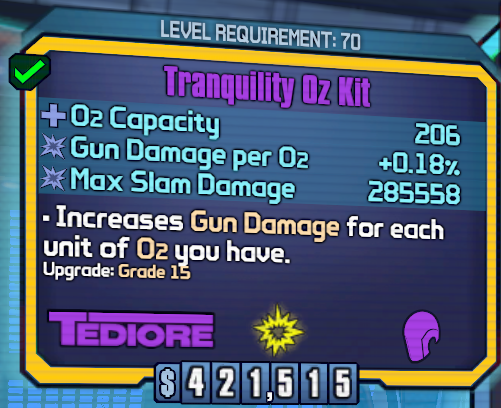 LEVEL REQUIREMENT: 70
Tranquility Oz Kit
O2 Capacity 206
Gun Damage per O2 +0.18%
Max Slam Damage 285558
• Increases Gun Damage for each
unit of O2 you have.
Upgrade: Grade 15
TEDIORE
$421,515